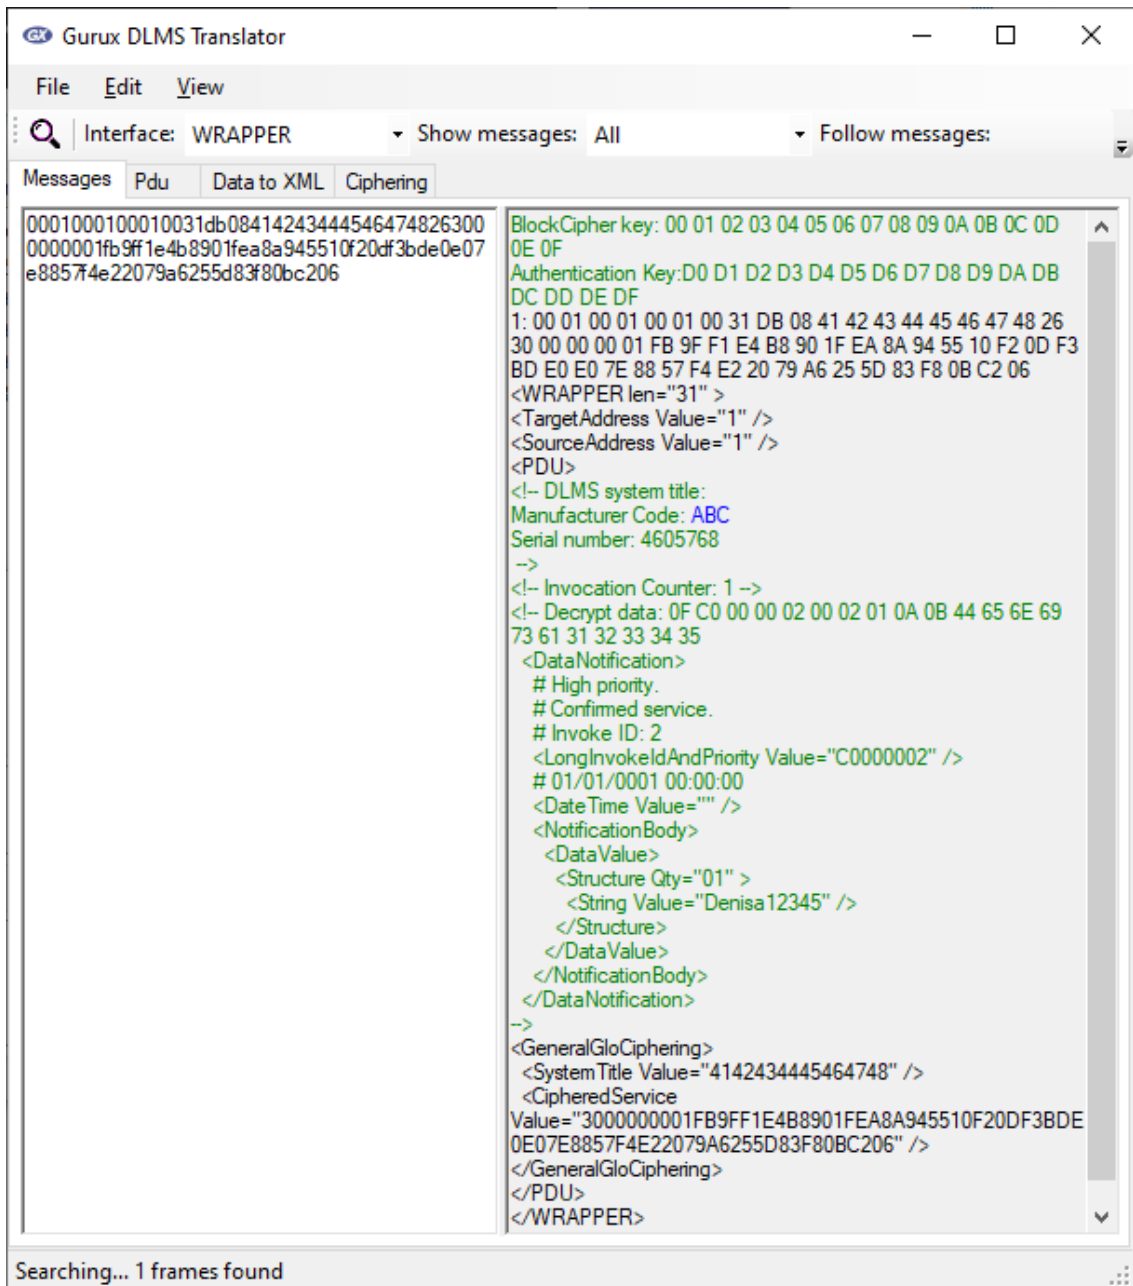 Gurux DLMS Translator
File Edit View
Interface: WRAPPER Show messages: All Follow messages:
Messages Pdu Data to XML Ciphering
0001000100010031db08414243444546474826300
0000001fb9ff1e4b8901fea8a945510f20df3bde0e07
e8857f4e22079a6255d83f80bc206
BlockCipher key: 00 01 02 03 04 05 06 07 08 09 0A 0B 0C 0D
0E 0F
Authentication Key:D0 D1 D2 D3 D4 D5 D6 D7 D8 D9 DA DB
DC DD DE DF
1: 00 01 00 01 00 01 00 31 DB 08 41 42 43 44 45 46 47 48 26
30 00 00 00 01 FB 9F F1 E4 B8 90 1F EA 8A 94 55 10 F2 0D F3
BD E0 E0 7E 88 57 F4 E2 20 79 A6 25 5D 83 F8 0B C2 06
<WRAPPER len="31" >
<TargetAddress Value="1" />
<SourceAddress Value="1" />
<PDU>
<!-- DLMS system title:
Manufacturer Code: ABC
Serial number: 4605768
-->
<!-- Invocation Counter: 1 -->
<!-- Decrypt data: 0F C0 00 00 02 00 02 01 0A 0B 44 65 6E 69
73 61 31 32 33 34 35
<DataNotification>
# High priority.
# Confirmed service.
# Invoke ID: 2
<LongInvokeIdAndPriority Value="C0000002" />
# 01/01/0001 00:00:00
<DateTime Value="" />
<NotificationBody>
<DataValue>
<Structure Qty="01" >
<String Value="Denisa12345" />
</Structure>
</DataValue>
</NotificationBody>
</DataNotification>
-->
<GeneralGloCiphering>
<SystemTitle Value="4142434445464748" />
<CipheredService
Value="3000000001FB9FF1E4B8901FEA8A945510F20DF3BDE
0E07E8857F4E22079A6255D83F80BC206" />
</GeneralGloCiphering>
</PDU>
</WRAPPER>
Searching... 1 frames found